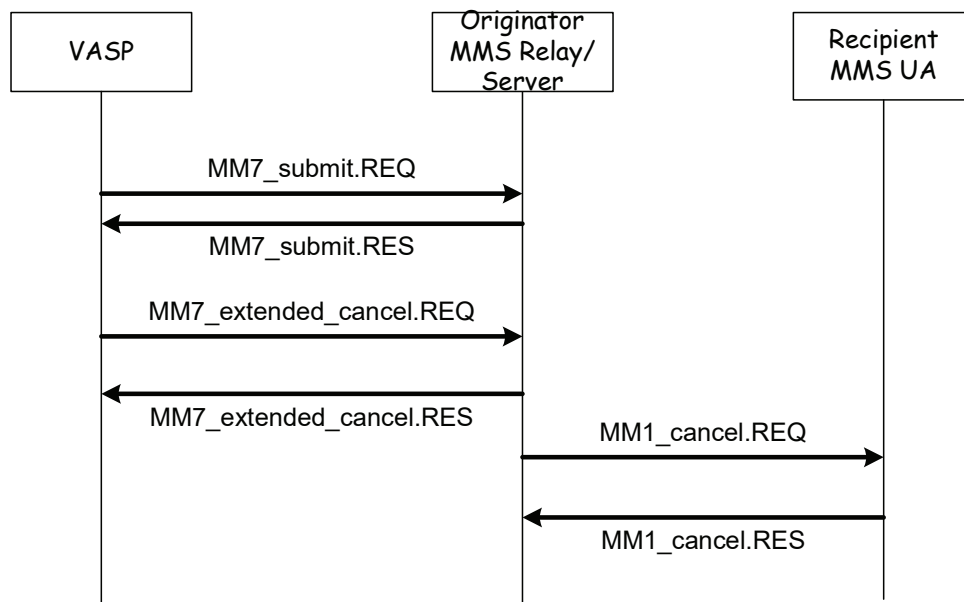 VASP
Originator
MMS Relay/
Server
Recipient
MMS UA
MM7_submit.REQ
MM7_submit.RES
MM7_extended_cancel.REQ
MM7_extended_cancel.RES
MM1_cancel.REQ
MM1_cancel.RES